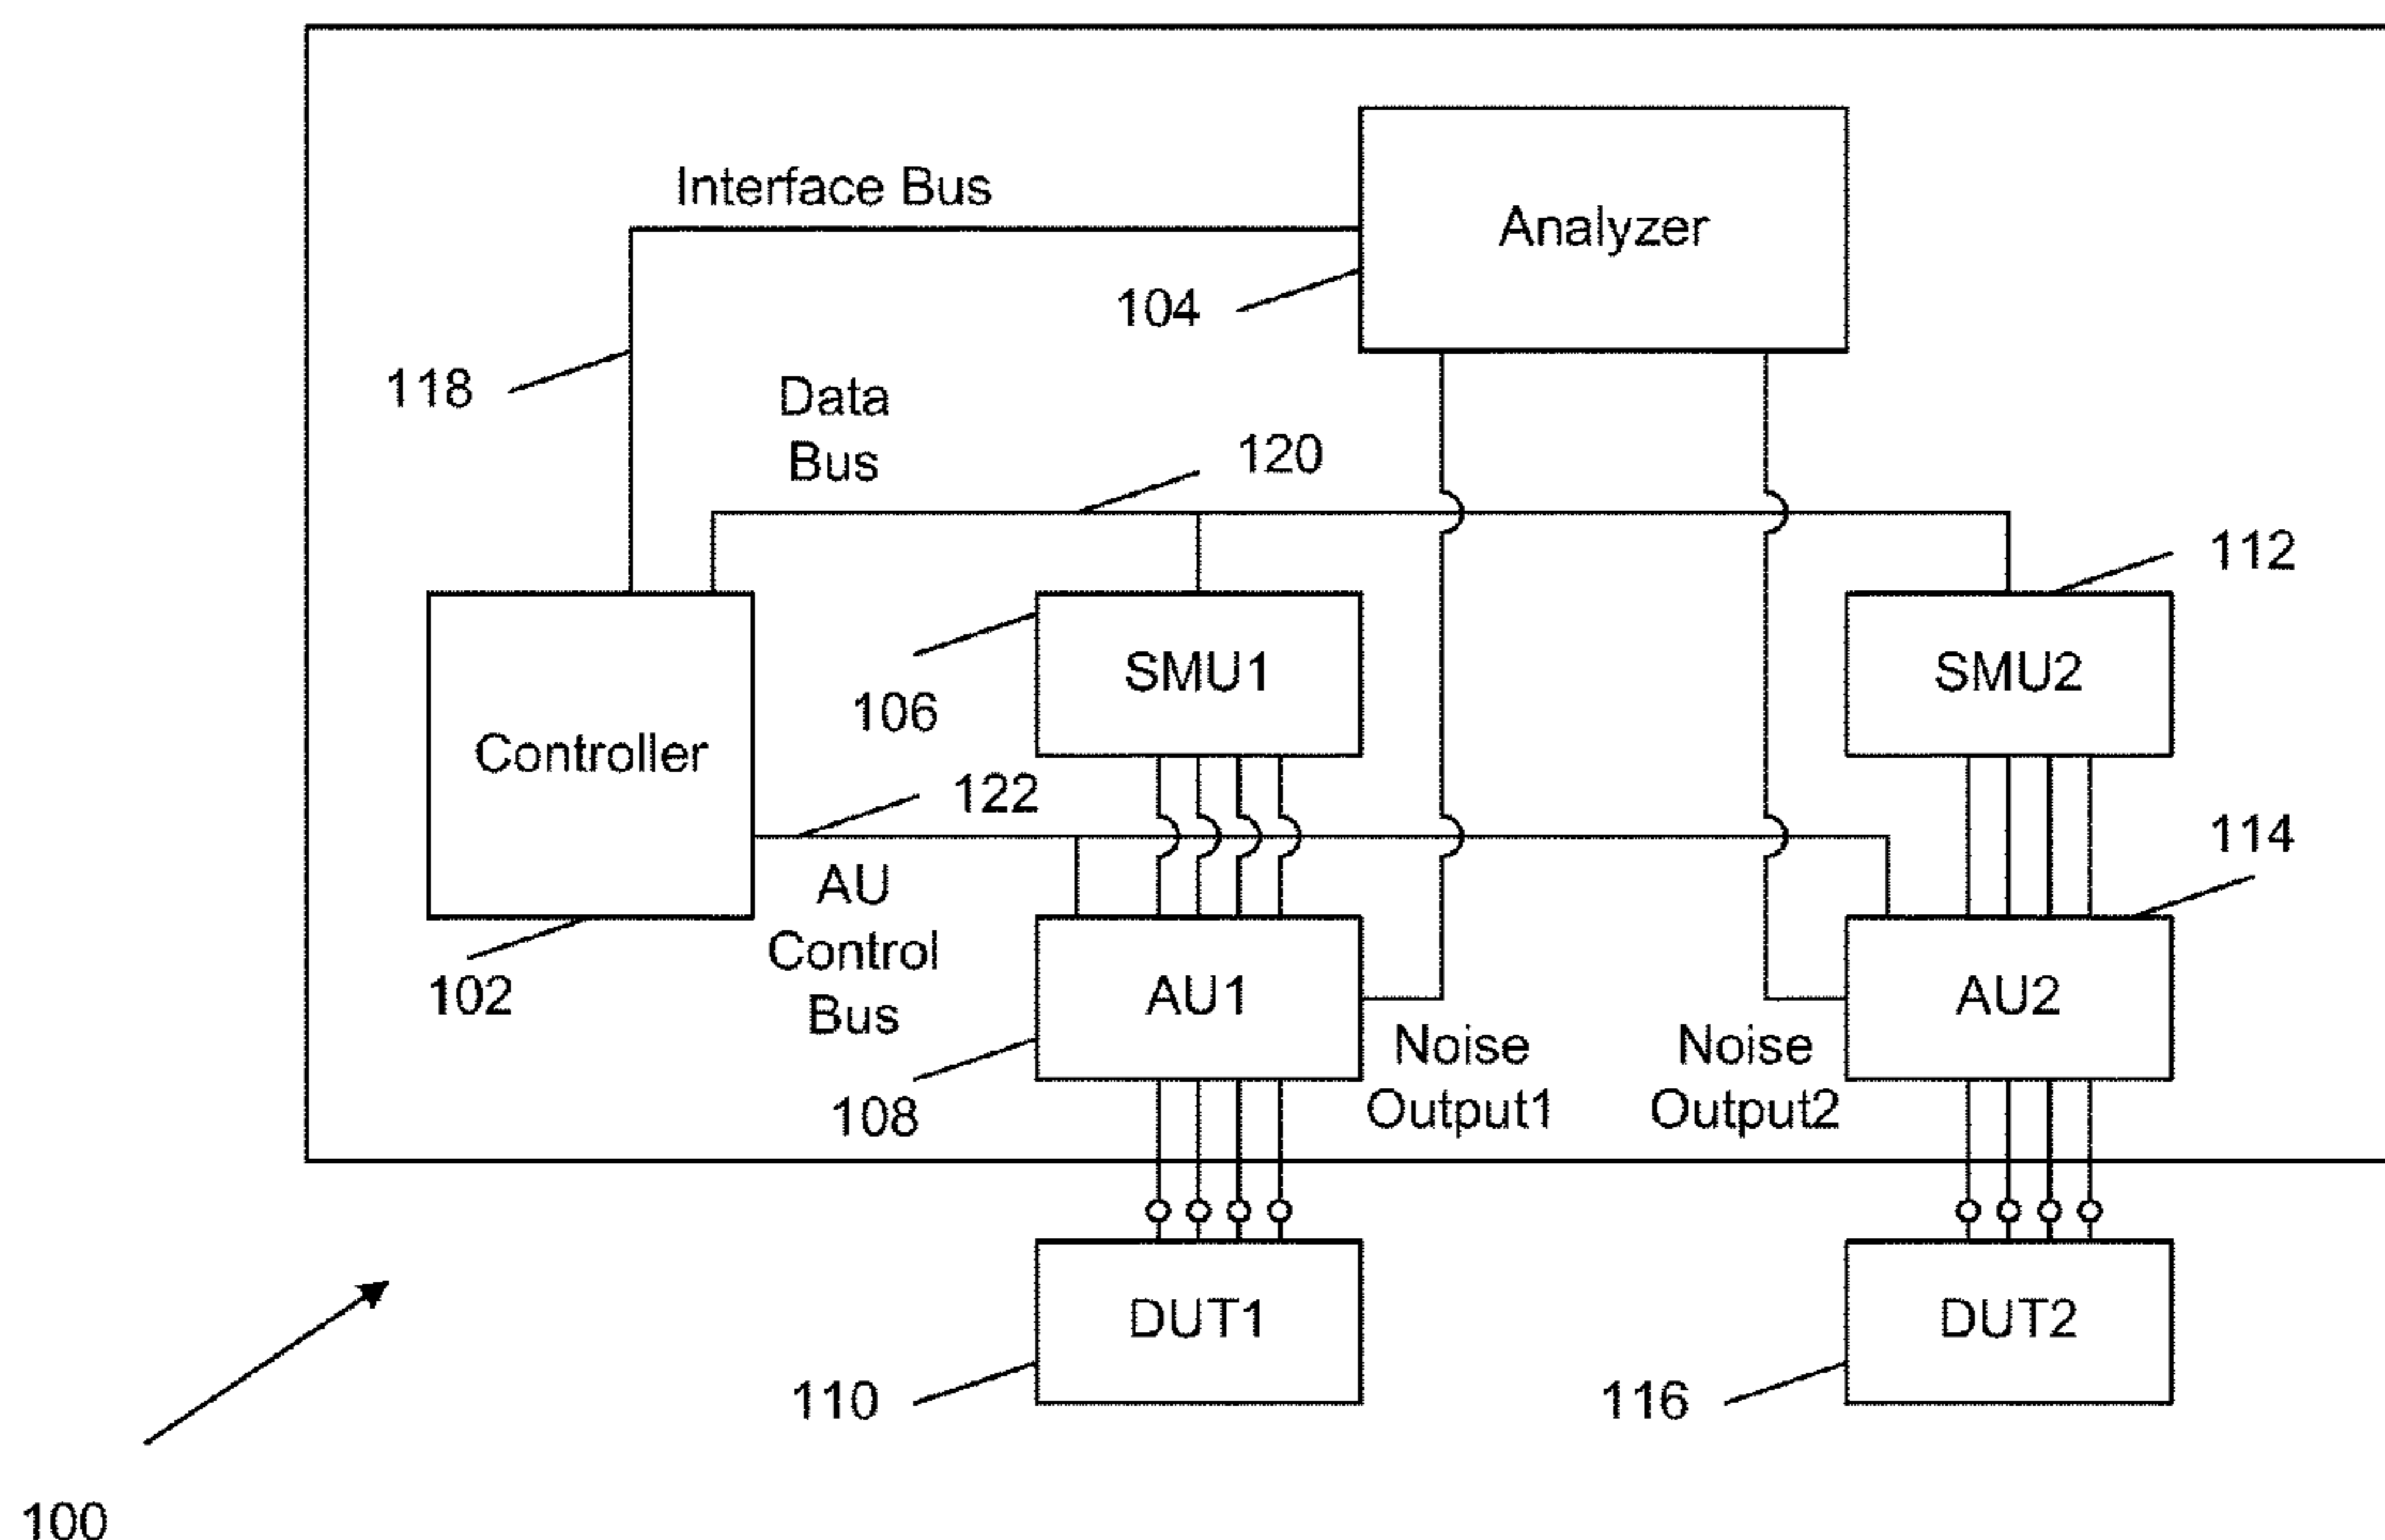 Interface Bus
Analyzer
104
118
Data
Bus
120
112
SMU1
SMU2
106
Controller
122
114
AU
Control
Bus
102
AU1
AU2
108
Noise
Output1
Noise
Output2
DUT1
DUT2
110
116
100